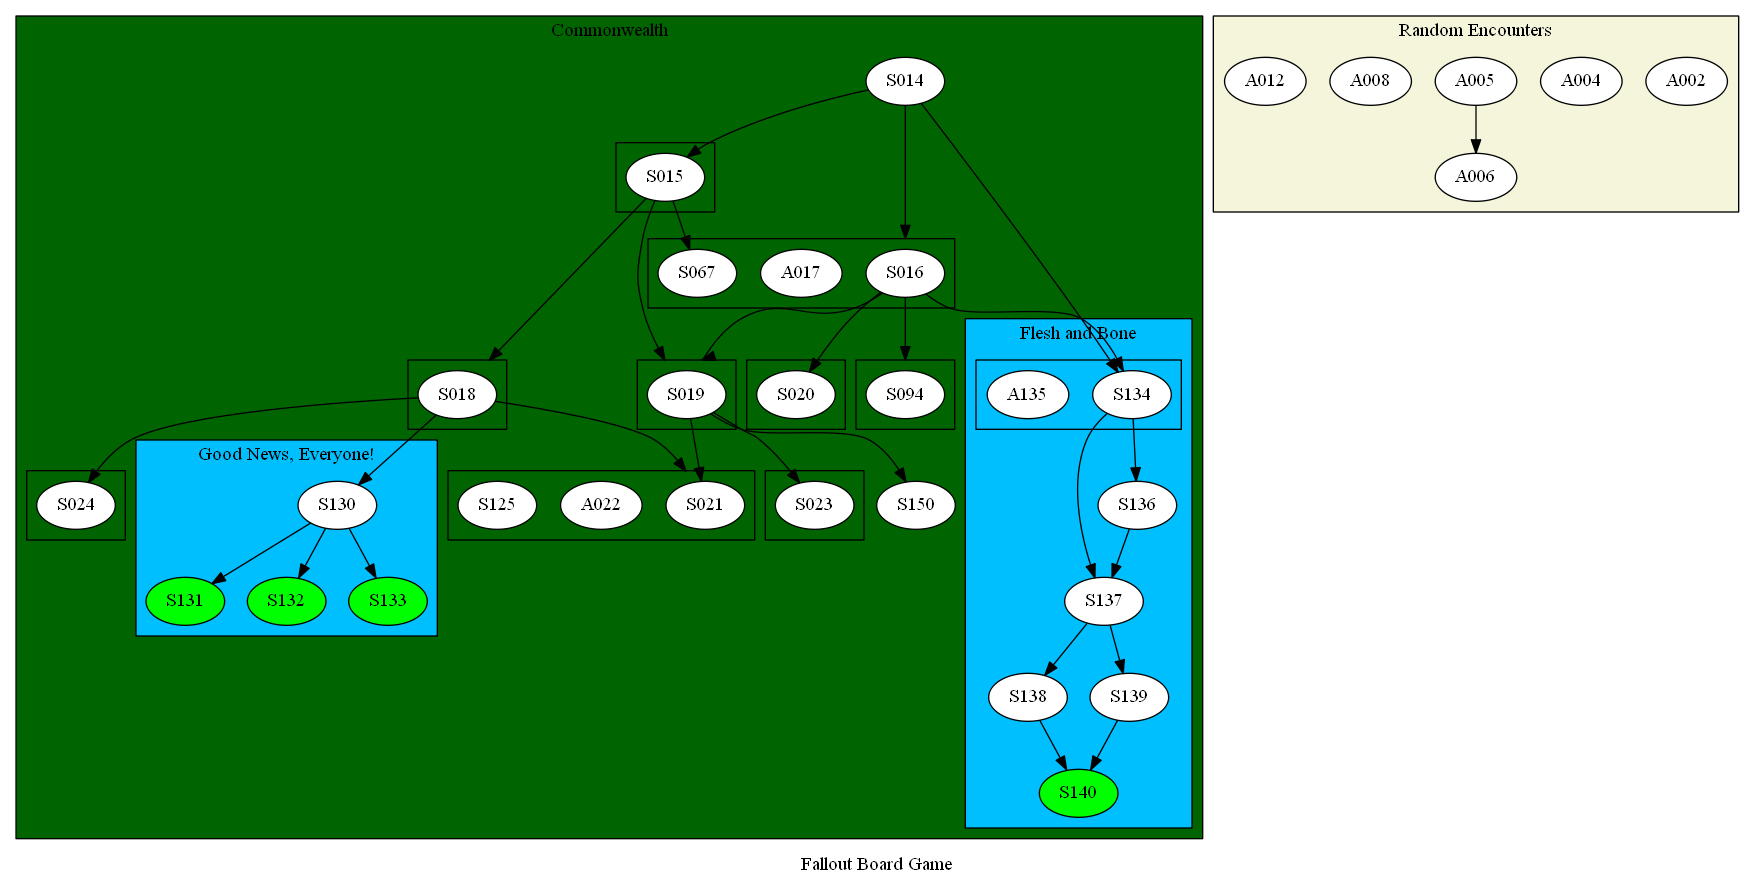 Commonwealth
Random Encounters
S014
A012
A008
A005
A004
A002
S015
A006
S067
A017
S016
Flesh and Bone
S018
S019
S020
S094
A135
S134
Good News, Everyone!
S024
S130
S125
A022
S021
S023
S150
S136
S131
S132
S133
S137
S138
S139
S140
Fallout Board Game